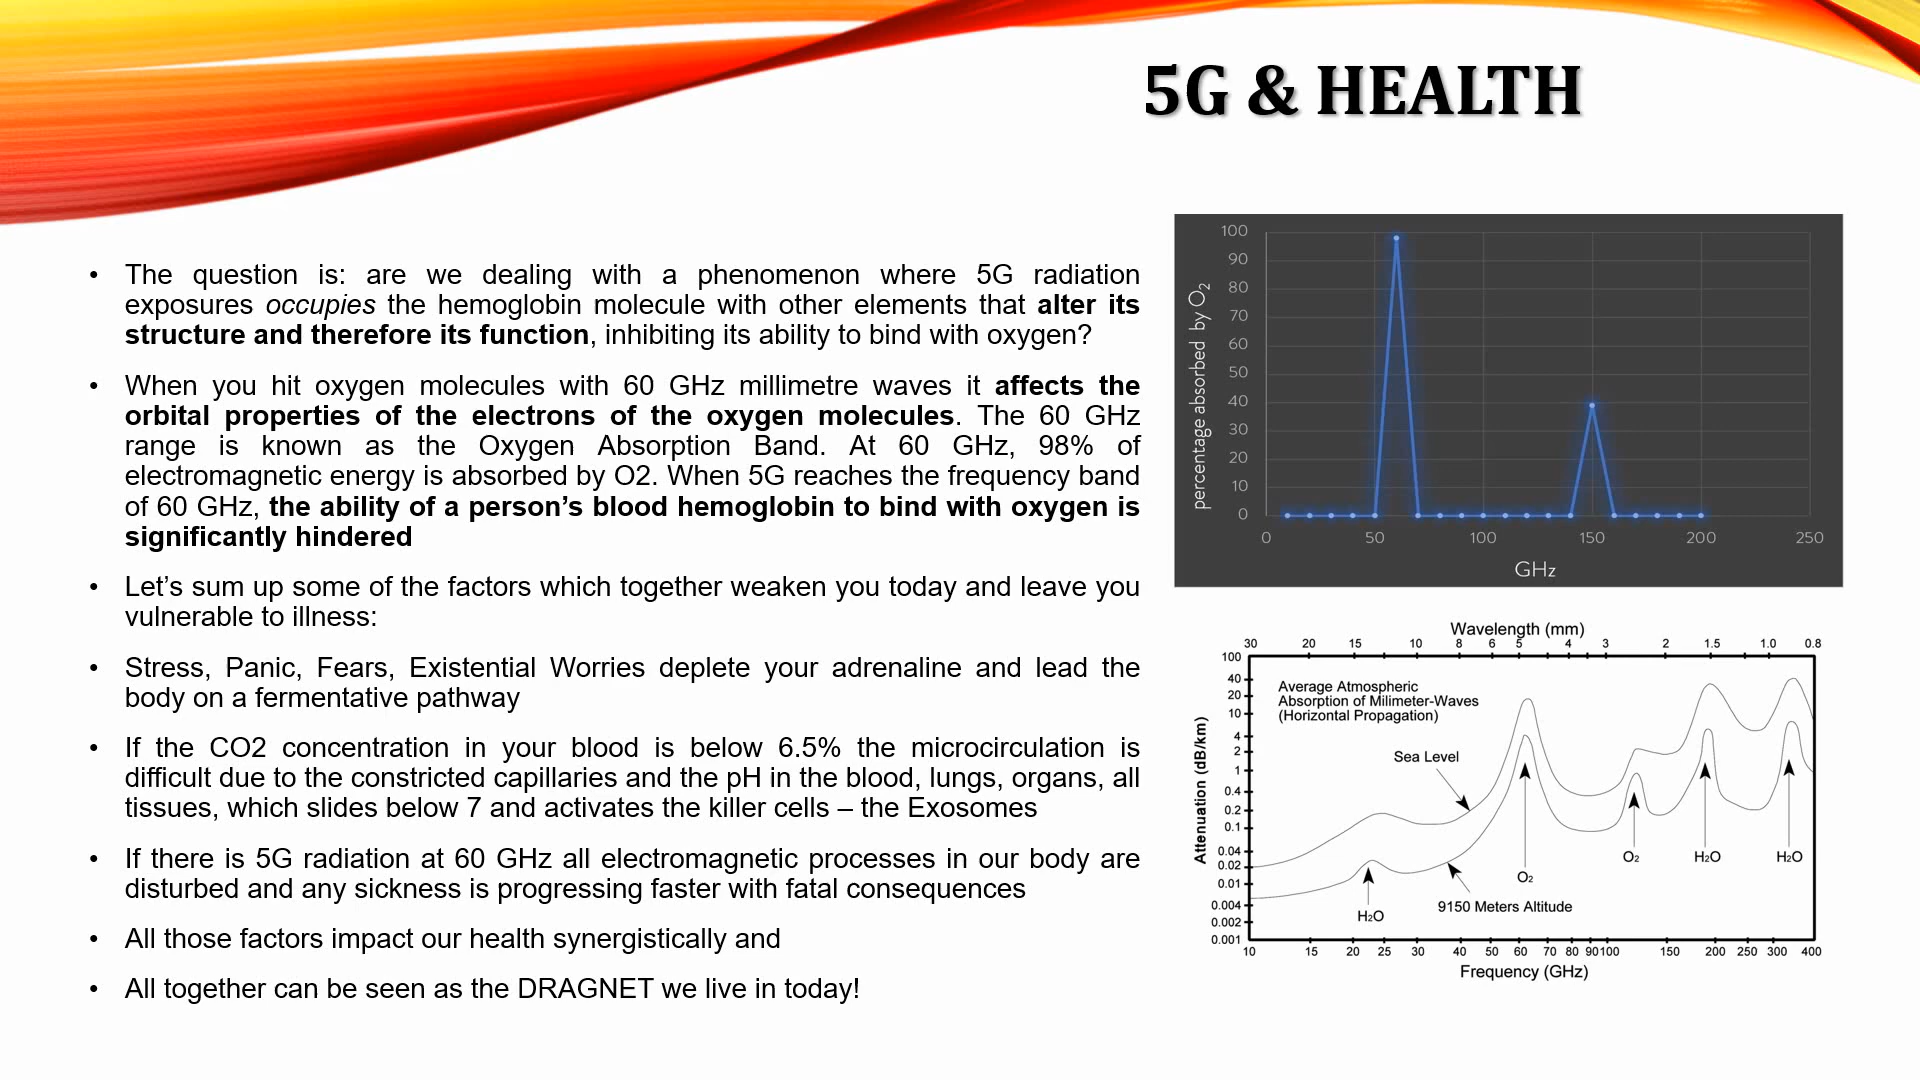 5G & HEALTH
• The question is: are we dealing with a phenomenon where 5G radiation
exposures occupies the hemoglobin molecule with other elements that alter its
structure and therefore its function, inhibiting its ability to bind with oxygen?
• When you hit oxygen molecules with 60 GHz millimetre waves it affects the
orbital properties of the electrons of the oxygen molecules. The 60 GHz
range is known as the Oxygen Absorption Band. At 60 GHz, 98% of
electromagnetic energy is absorbed by O2. When 5G reaches the frequency band
of 60 GHz, the ability of a person’s blood hemoglobin to bind with oxygen is
significantly hindered
• Let’s sum up some of the factors which together weaken you today and leave you
vulnerable to illness:
• Stress, Panic, Fears, Existential Worries deplete your adrenaline and lead the
body on a fermentative pathway
• If the CO2 concentration in your blood is below 6.5% the microcirculation is
difficult due to the constricted capillaries and the pH in the blood, lungs, organs, all
tissues, which slides below 7 and activates the killer cells – the Exosomes
• If there is 5G radiation at 60 GHz all electromagnetic processes in our body are
disturbed and any sickness is progressing faster with fatal consequences
• All those factors impact our health synergistically and
• All together can be seen as the DRAGNET we live in today!
percentage absorbed by O2
100
90
80
70
60
50
40
30
20
10
0
0 50 100 150 200 250
GHz
Wavelength (mm)
30 20 15 10 8 6 5 4 3 2 1.5 1.0 0.8
Attenuation (dB/km)
100
40
20
10
4
2
1
0.4
0.2
0.1
0.04
0.02
0.01
0.004
0.002
0.001
Average Atmospheric
Absorption of Milimeter-Waves
(Horizontal Propagation)
Sea Level
O2
H2O
H2O
O2
9150 Meters Altitude
H2O
10 15 20 25 30 40 50 60 70 80 90 100 150 200 250 300 400
Frequency (GHz)